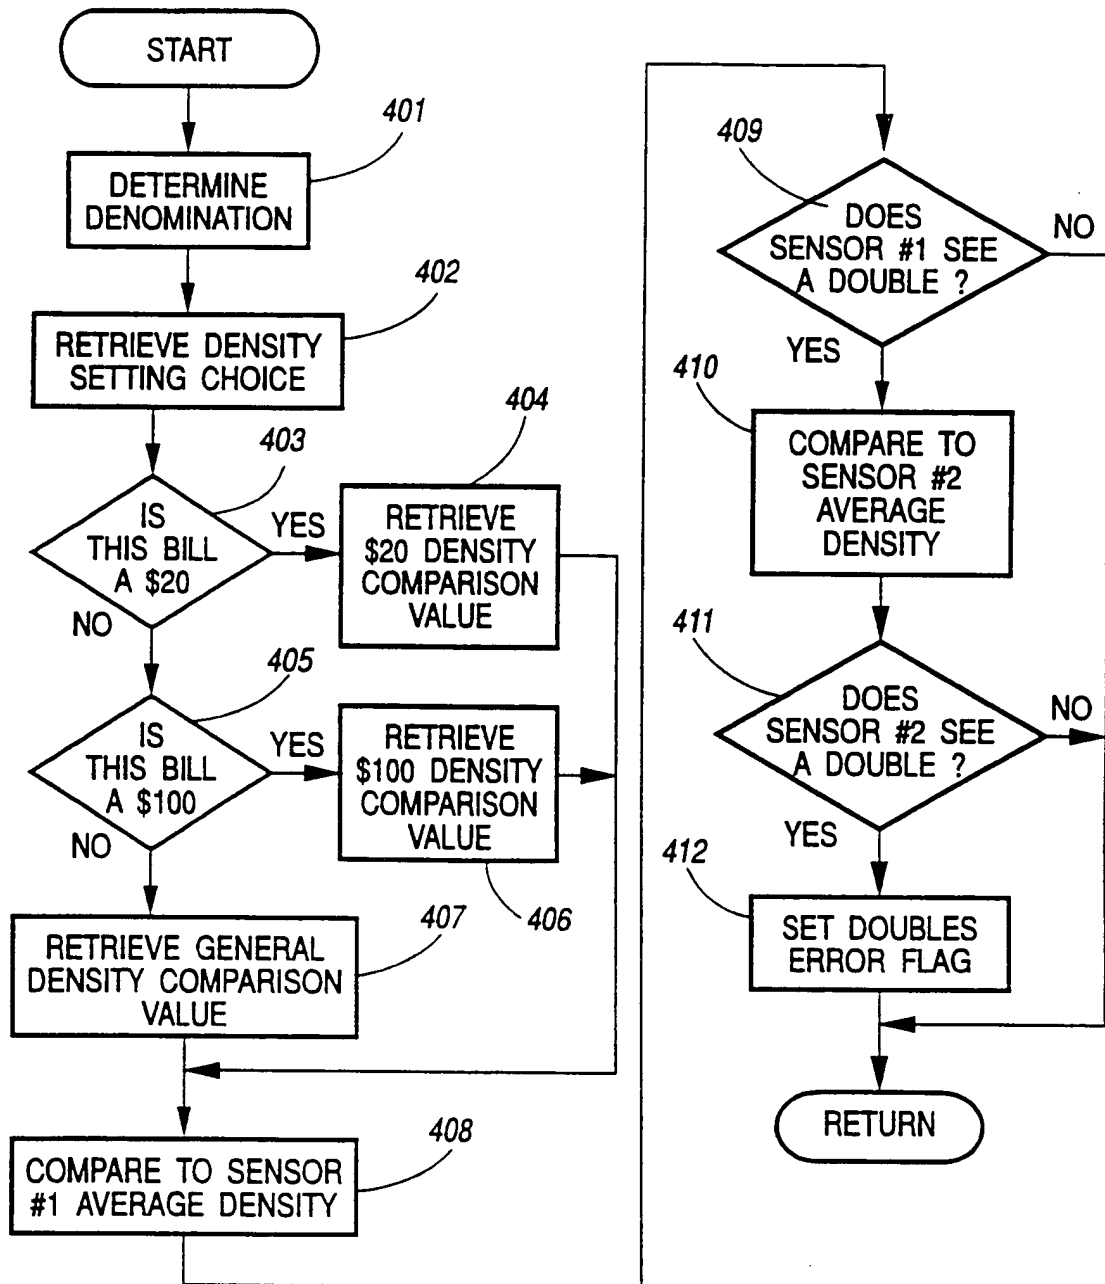 START
401
DETERMINE
DENOMINATION
402
RETRIEVE DENSITY
SETTING CHOICE
403
IS
THIS BILL
A $20
YES
NO
404
RETRIEVE
$20 DENSITY
COMPARISON
VALUE
405
IS
THIS BILL
A $100
YES
NO
RETRIEVE
$100 DENSITY
COMPARISON
VALUE
406
407
RETRIEVE GENERAL
DENSITY COMPARISON
VALUE
408
COMPARE TO SENSOR
#1 AVERAGE DENSITY
409
DOES
SENSOR #1 SEE
A DOUBLE ?
NO
YES
410
COMPARE TO
SENSOR #2
AVERAGE
DENSITY
411
DOES
SENSOR #2 SEE
A DOUBLE ?
NO
YES
412
SET DOUBLES
ERROR FLAG
RETURN